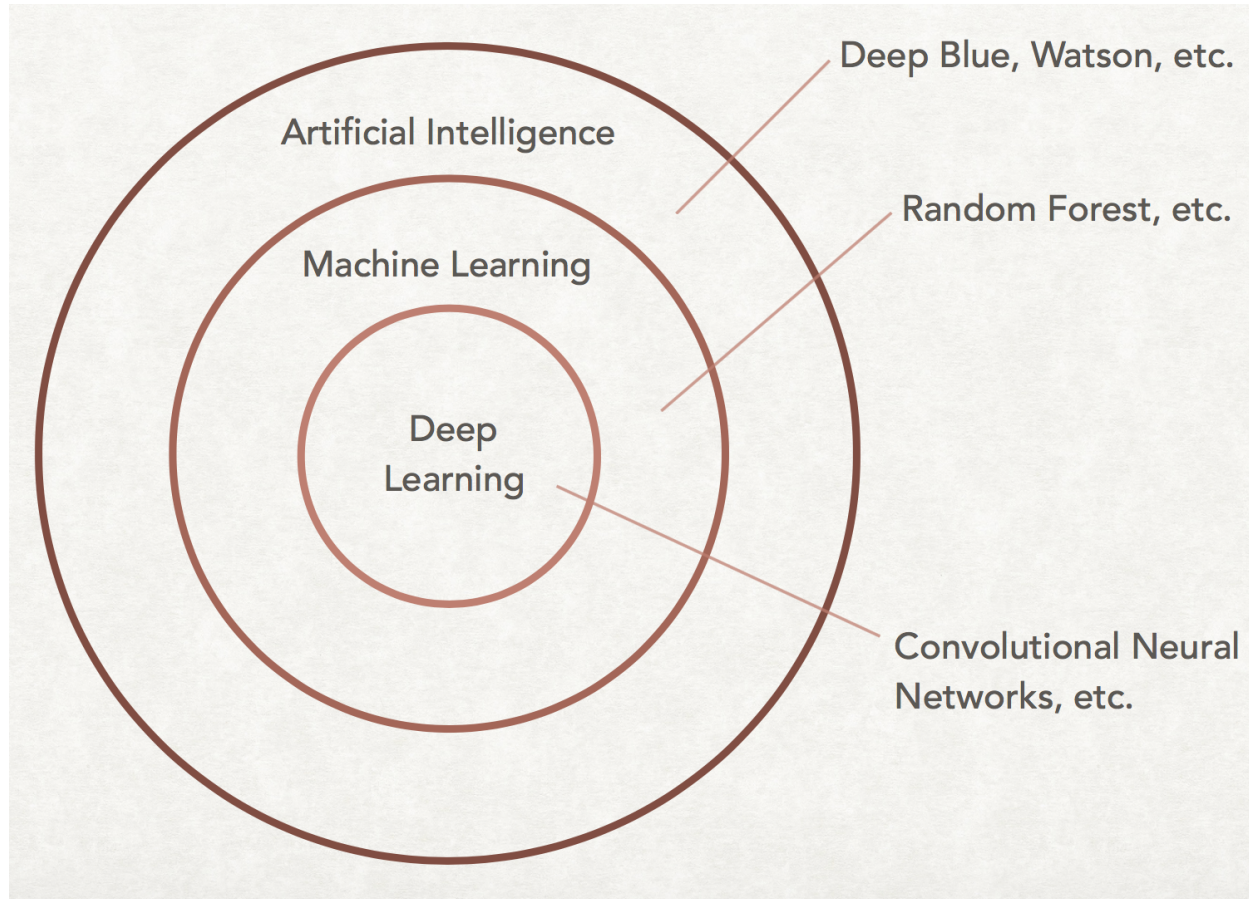 Deep Blue, Watson, etc.
Artificial Intelligence
Random Forest, etc.
Machine Learning
Deep
Learning
Convolutional Neural
Networks, etc.